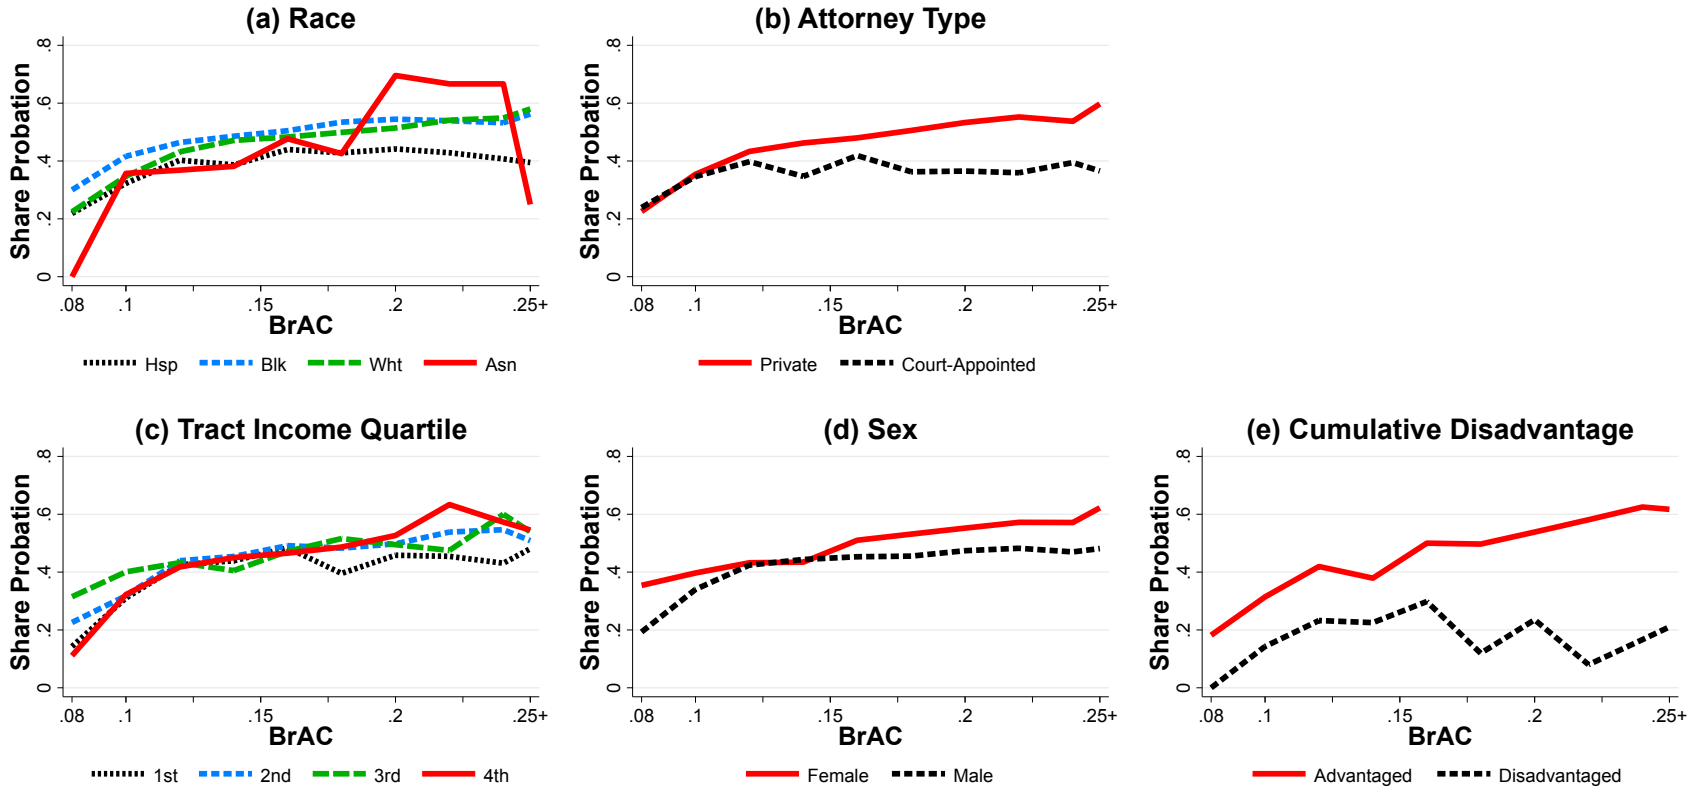 (a) Race
Share Probation
.8
.6
.4
.2
0
.08 .1 .15 .2 .25+
BrAC
Hsp Blk Wht Asn
(b) Attorney Type
Share Probation
.8
.6
.4
.2
0
.08 .1 .15 .2 .25+
BrAC
Private Court-Appointed
(c) Tract Income Quartile
Share Probation
.8
.6
.4
.2
0
.08 .1 .15 .2 .25+
BrAC
1st 2nd 3rd 4th
(d) Sex
Share Probation
.8
.6
.4
.2
0
.08 .1 .15 .2 .25+
BrAC
Female Male
(e) Cumulative Disadvantage
Share Probation
.8
.6
.4
.2
0
.08 .1 .15 .2 .25+
BrAC
Advantaged Disadvantaged